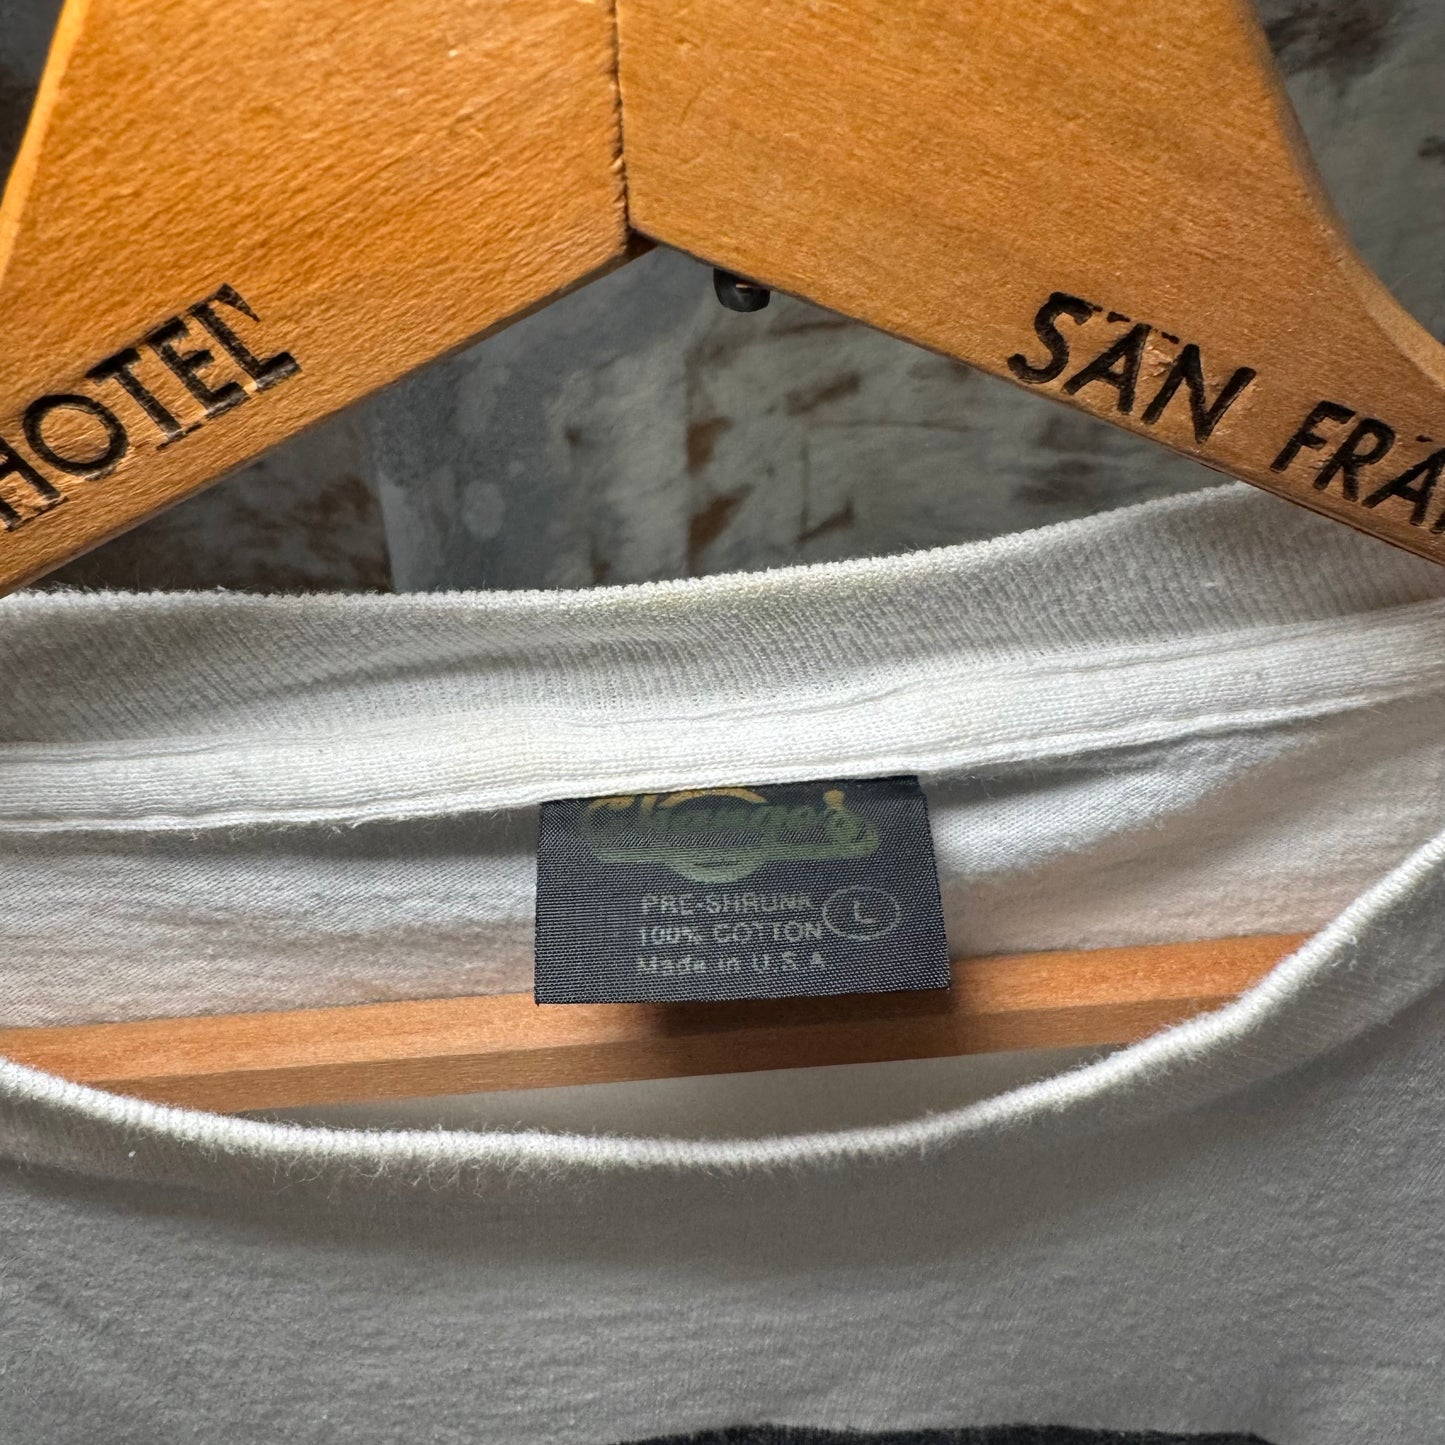 HOTEL
SAN FRA
Changes
PRE-SHRUNK
100% COTTON
L
Made in U.S.A